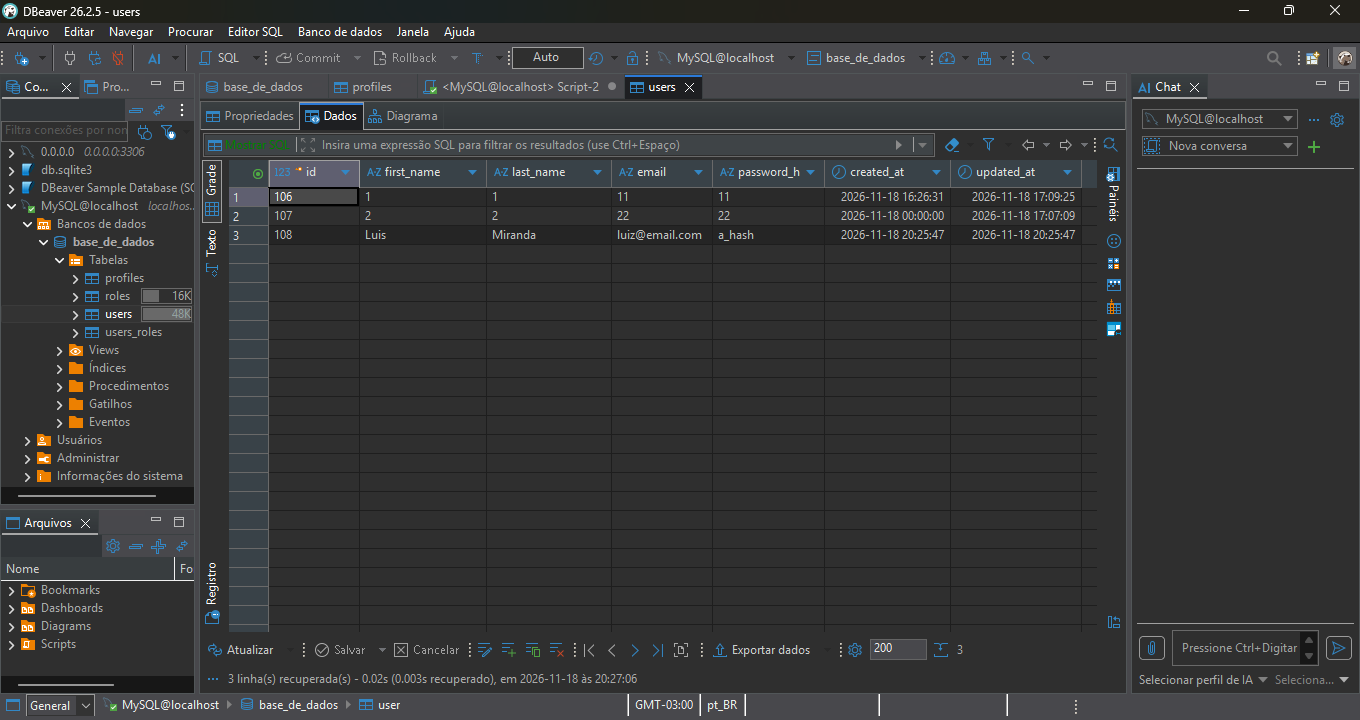 DBeaver 26.2.5 - users
Arquivo Editar Navegar Procurar Editor SQL Banco de dados Janela Ajuda
AI SQL Commit Rollback T Auto MySQL@localhost base_de_dados
Co... Pro...
Filtra conexões por nom
0.0.0.0 0.0.0.0:3306
db.sqlite3
DBeaver Sample Database (SQ
MySQL@localhost localhos...
Bancos de dados
base_de_dados
Tabelas
profiles
roles 16K
users 48K
users_roles
Views
Índices
Procedimentos
Gatilhos
Eventos
Usuários
Administrar
Informações do sistema
Arquivos
Nome Fo
Bookmarks
Dashboards
Diagrams
Scripts
base_de_dados profiles <MySQL@localhost> Script-2 users
Propriedades Dados Diagrama
Mostrar SQL Insira uma expressão SQL para filtrar os resultados (use Ctrl+Espaço)
Grade
Texto
Registro
123 id A-Z first_name A-Z last_name A-Z email A-Z password_h created_at updated_at
1 106 1 1 11 11 2026-11-18 16:26:31 2026-11-18 17:09:25
2 107 2 2 22 22 2026-11-18 00:00:00 2026-11-18 17:07:09
3 108 Luis Miranda luiz@email.com a_hash 2026-11-18 20:25:47 2026-11-18 20:25:47
Painéis
Atualizar Salvar Cancelar Exportar dados 200 3
3 linha(s) recuperada(s) - 0.02s (0.003s recuperado), em 2026-11-18 às 20:27:06
AI Chat
MySQL@localhost
Nova conversa
Pressione Ctrl+Digitar
Selecionar perfil de IA Seleciona...
General MySQL@localhost base_de_dados user
GMT-03:00 pt_BR